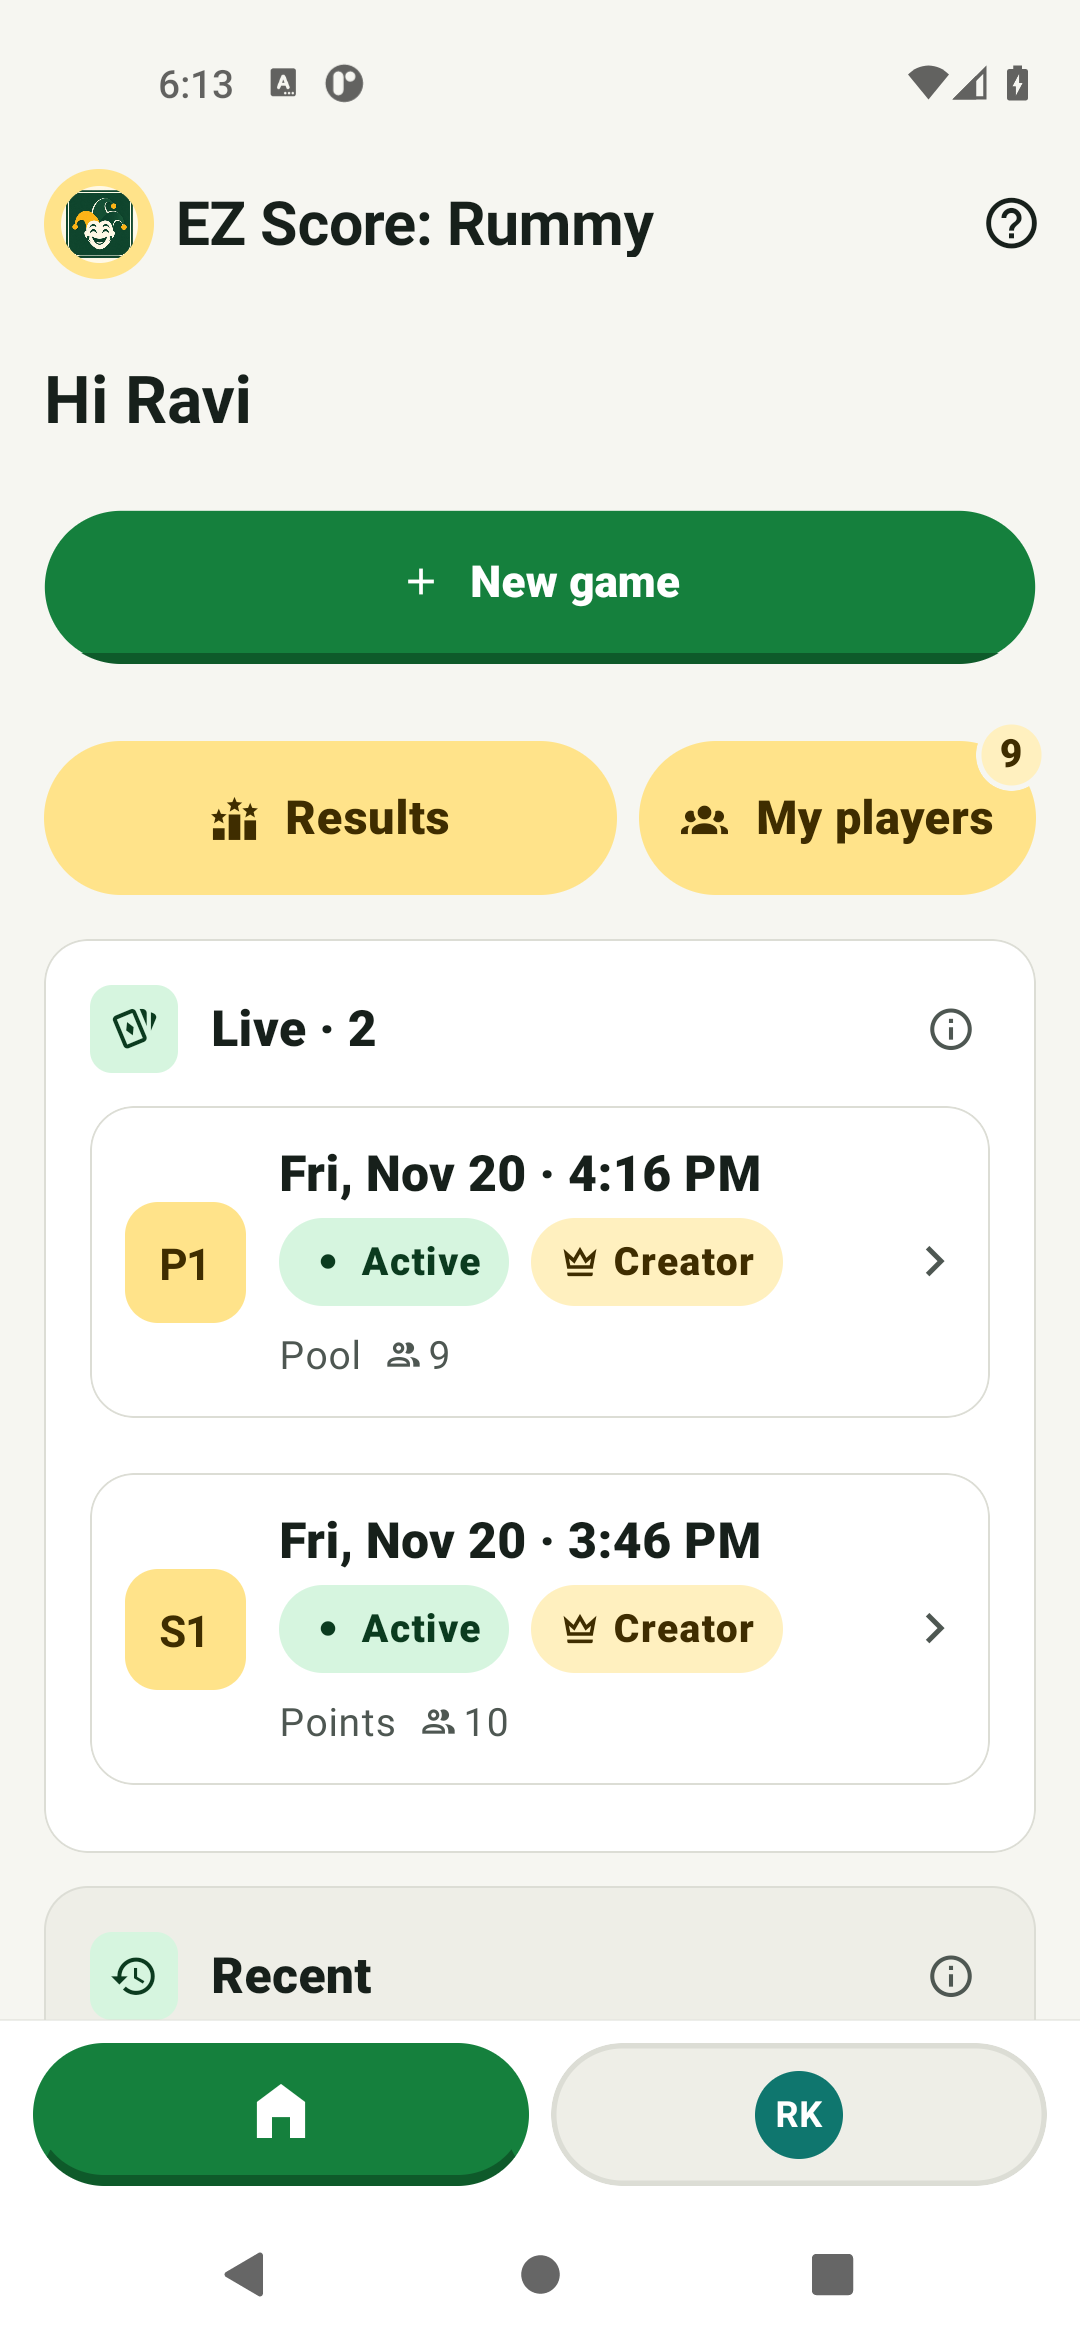 6:13
EZ Score: Rummy
Hi Ravi
New game
Results
My players
9
Live · 2
Fri, Nov 20 · 4:16 PM
P1
Active
Creator
Pool 9
Fri, Nov 20 · 3:46 PM
S1
Active
Creator
Points 10
Recent
RK